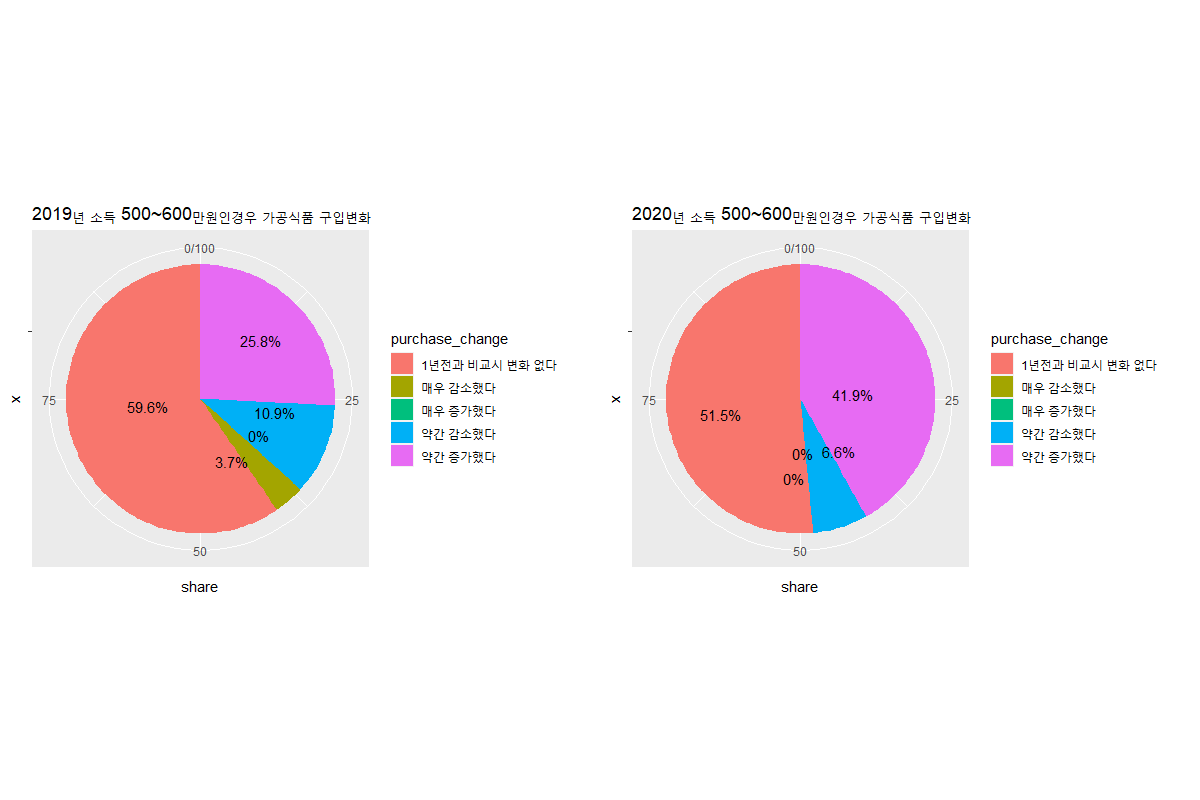 2019년 소득 500~600만원인경우 가공식품 구입변화
0/100
25.8%
59.6%
10.9%
0%
3.7%
75
25
50
x
share
purchase_change
1년전과 비교시 변화 없다
매우 감소했다
매우 증가했다
약간 감소했다
약간 증가했다
2020년 소득 500~600만원인경우 가공식품 구입변화
0/100
41.9%
51.5%
6.6%
0%
0%
75
25
50
x
share
purchase_change
1년전과 비교시 변화 없다
매우 감소했다
매우 증가했다
약간 감소했다
약간 증가했다